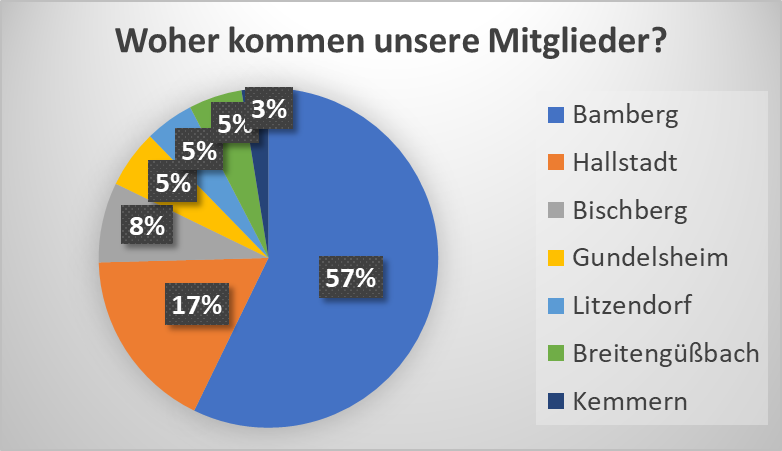 Woher kommen unsere Mitglieder?
3%
5%
5%
5%
8%
17%
57%
Bamberg
Hallstadt
Bischberg
Gundelsheim
Litzendorf
Breitengüßbach
Kemmern